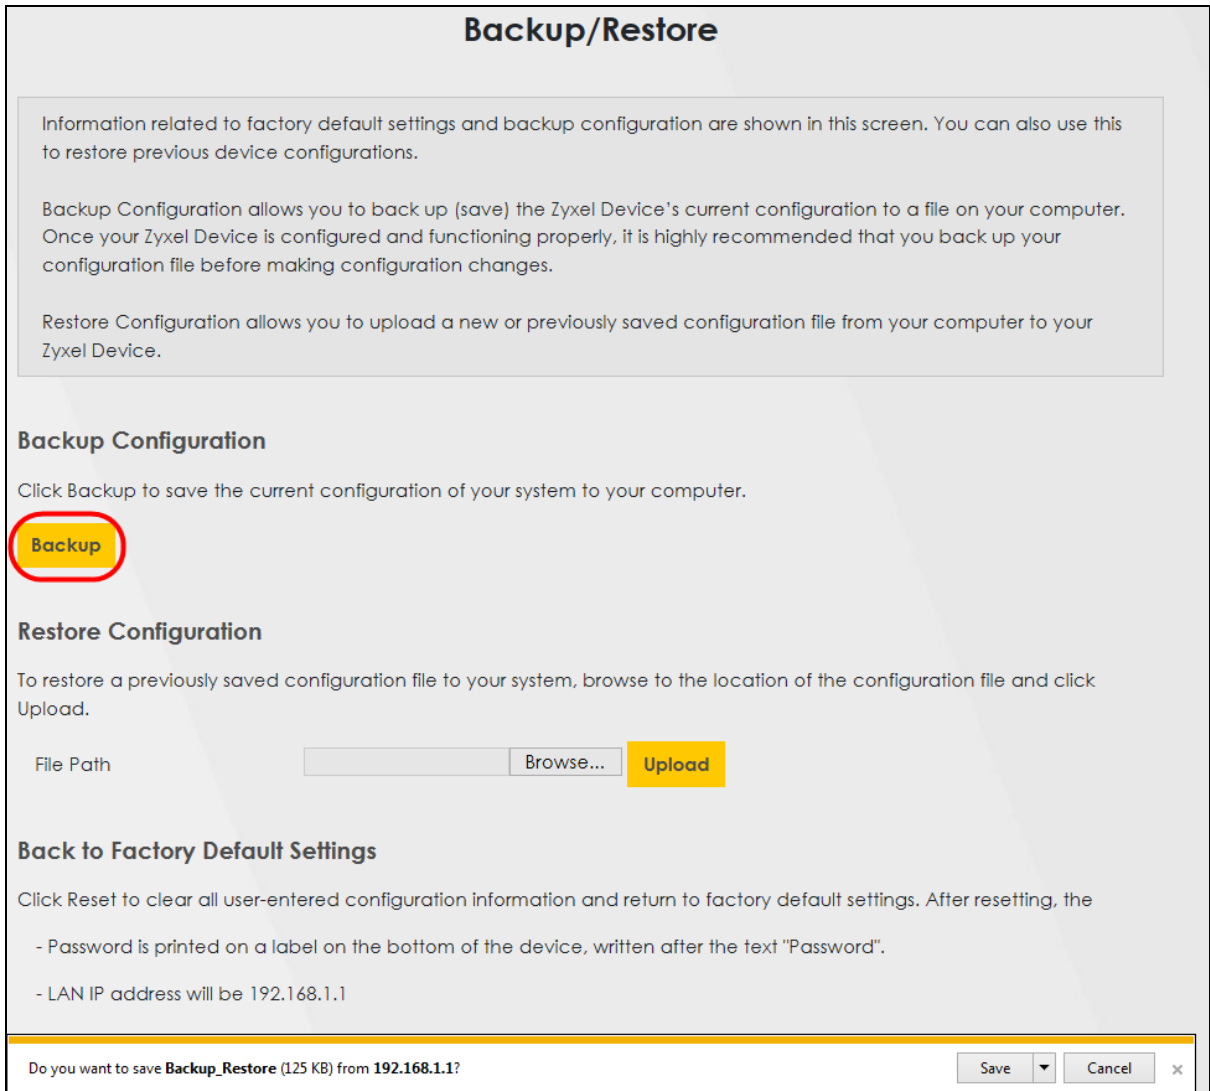 Backup/Restore
Information related to factory default settings and backup configuration are shown in this screen. You can also use this
to restore previous device configurations.
Backup Configuration allows you to back up (save) the Zyxel Device's current configuration to a file on your computer.
Once your Zyxel Device is configured and functioning properly, it is highly recommended that you back up your
configuration file before making configuration changes.
Restore Configuration allows you to upload a new or previously saved configuration file from your computer to your
Zyxel Device.
Backup Configuration
Click Backup to save the current configuration of your system to your computer.
Backup
Restore Configuration
To restore a previously saved configuration file to your system, browse to the location of the configuration file and click
Upload.
File Path Browse... Upload
Back to Factory Default Settings
Click Reset to clear all user-entered configuration information and return to factory default settings. After resetting, the
- Password is printed on a label on the bottom of the device, written after the text "Password".
- LAN IP address will be 192.168.1.1
Do you want to save Backup_Restore (125 KB) from 192.168.1.1? Save Cancel